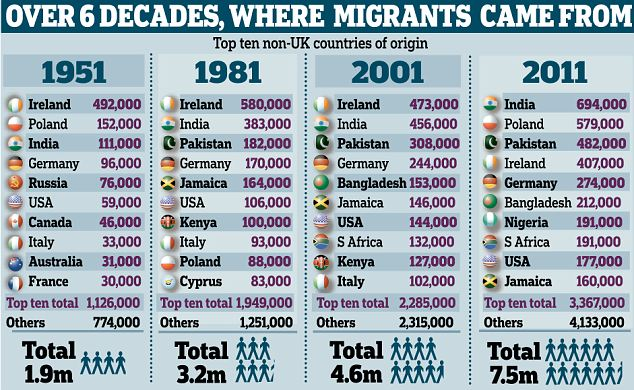 OVER 6 DECADES, WHERE MIGRANTS CAME FROM
Top ten non-UK countries of origin
1951
Ireland 492,000
Poland 152,000
India 111,000
Germany 96,000
Russia 76,000
USA 59,000
Canada 46,000
Italy 33,000
Australia 31,000
France 30,000
Top ten total 1,126,000
Others 774,000
Total
1.9m
1981
Ireland 580,000
India 383,000
Pakistan 182,000
Germany 170,000
Jamaica 164,000
USA 106,000
Kenya 100,000
Italy 93,000
Poland 88,000
Cyprus 83,000
Top ten total 1,949,000
Others 1,251,000
Total
3.2m
2001
Ireland 473,000
India 456,000
Pakistan 308,000
Germany 244,000
Bangladesh 153,000
Jamaica 146,000
USA 144,000
S Africa 132,000
Kenya 127,000
Italy 102,000
Top ten total 2,285,000
Others 2,315,000
Total
4.6m
2011
India 694,000
Poland 579,000
Pakistan 482,000
Ireland 407,000
Germany 274,000
Bangladesh 212,000
Nigeria 191,000
S Africa 191,000
USA 177,000
Jamaica 160,000
Top ten total 3,367,000
Others 4,133,000
Total
7.5m